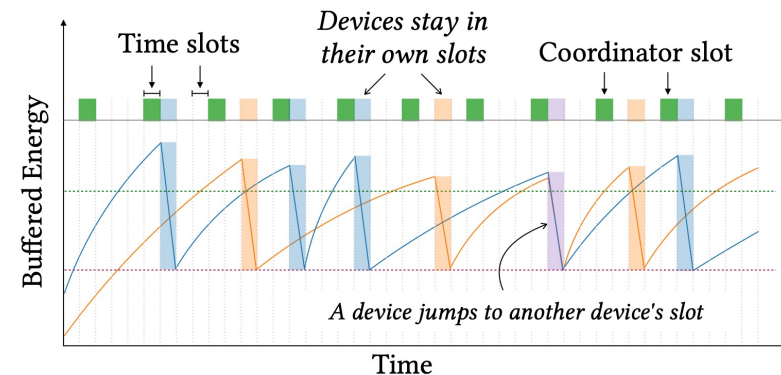 Devices stay in
their own slots
Time slots
Coordinator slot
Buffered Energy
A device jumps to another device's slot
Time